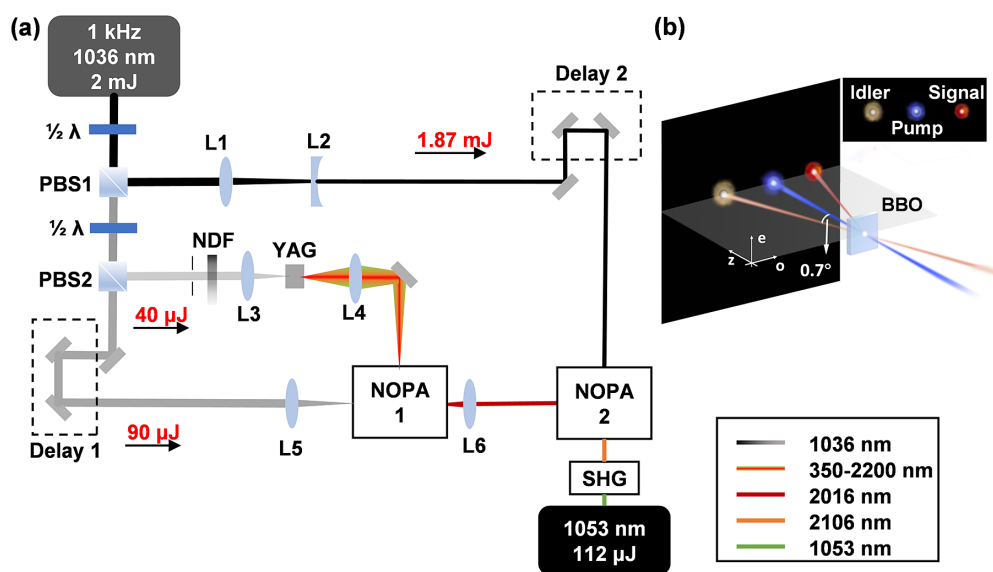 (a)
1 kHz
1036 nm
2 mJ
½ λ
PBS1
L1
L2
1.87 mJ
Delay 2
½ λ
PBS2
NDF
L3
YAG
L4
40 µJ
NOPA
1
L6
NOPA
2
L5
90 µJ
Delay 1
SHG
1053 nm
112 µJ
(b)
Idler
Signal
Pump
BBO
e
z
o
0.7°
1036 nm
350-2200 nm
2016 nm
2106 nm
1053 nm